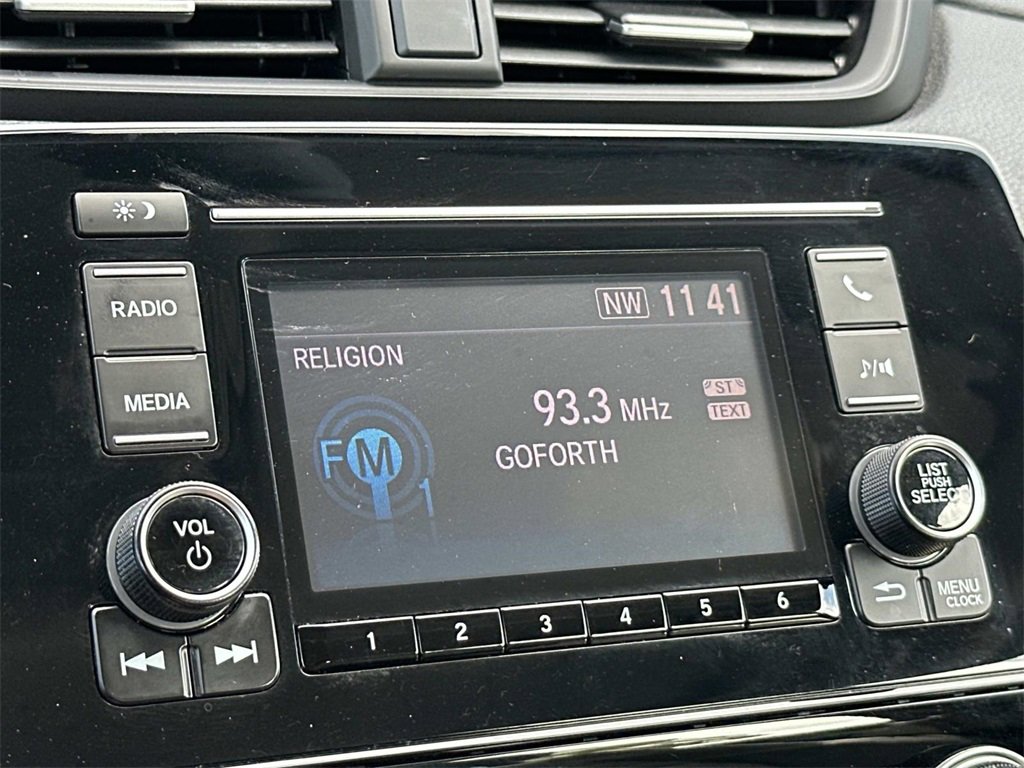 NW 11 41
RADIO
RELIGION
MEDIA
93.3 MHz
ST
TEXT
FM
1
GOFORTH
LIST
PUSH
SELECT
VOL
MENU
CLOCK
1 2 3 4 5 6